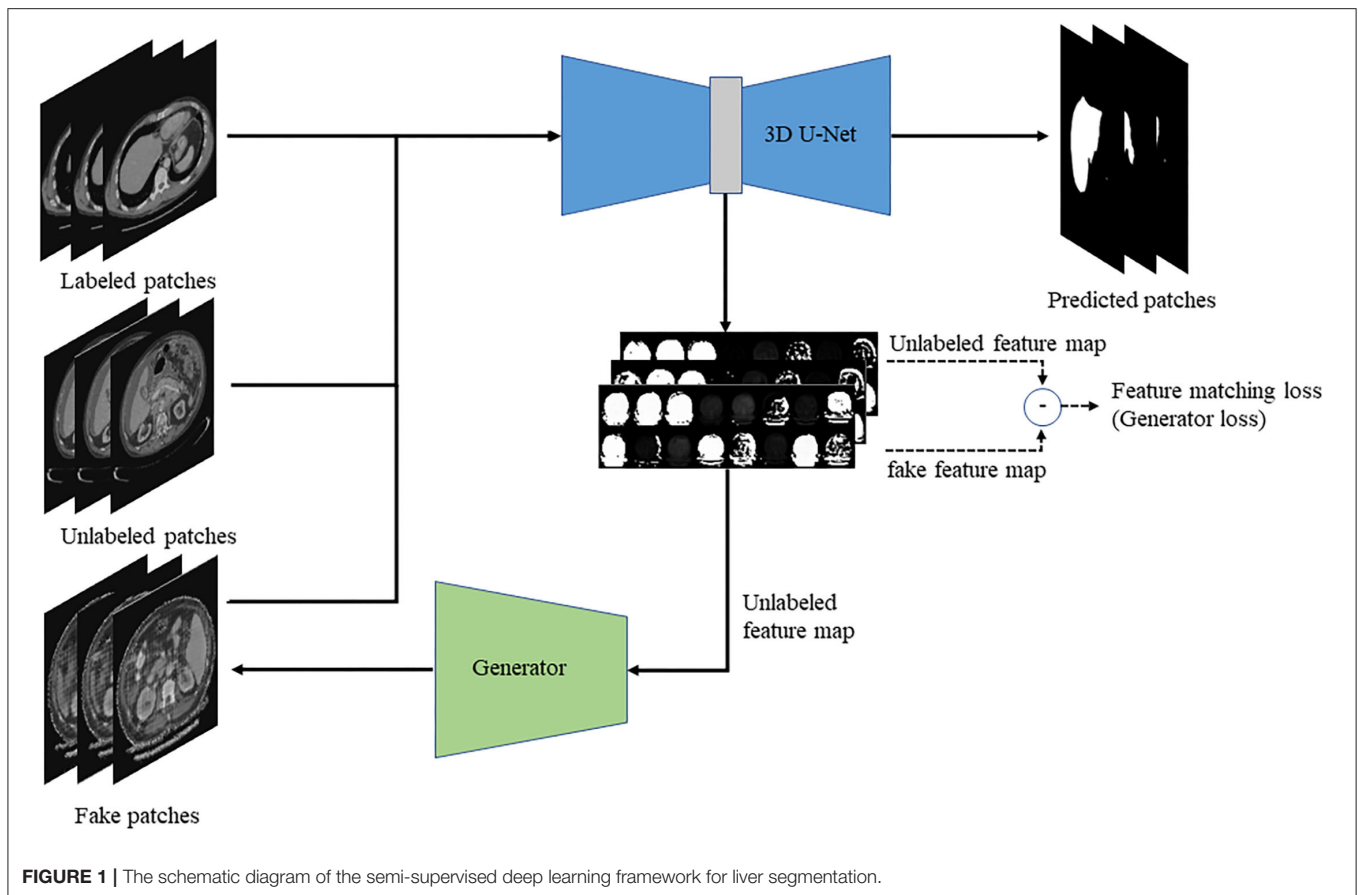 3D U-Net
Labeled patches
Predicted patches
Unlabeled feature map
Feature matching loss
(Generator loss)
-
fake feature map
Unlabeled patches
Unlabeled
feature map
Generator
Fake patches
FIGURE 1 | The schematic diagram of the semi-supervised deep learning framework for liver segmentation.